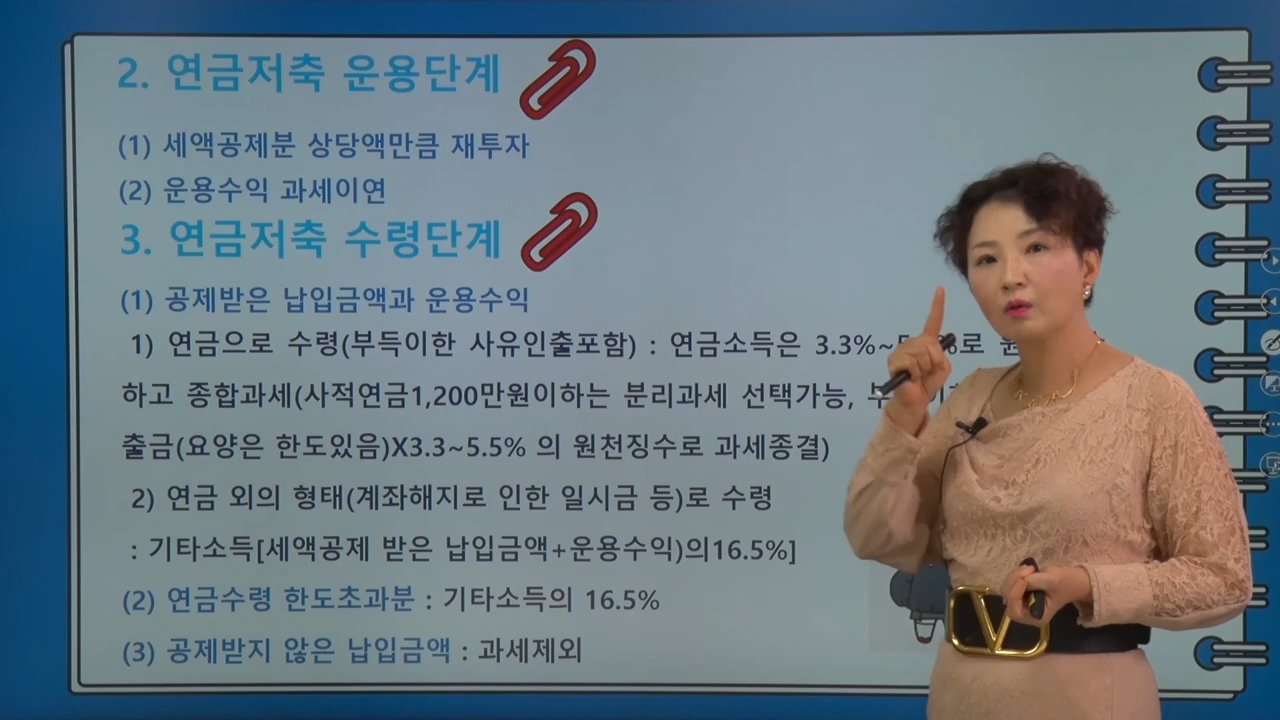 2. 연금저축 운용단계
(1) 세액공제분 상당액만큼 재투자
(2) 운용수익 과세이연
3. 연금저축 수령단계
(1) 공제받은 납입금액과 운용수익
1) 연금으로 수령(부득이한 사유인출포함) : 연금소득은
하고 종합과세(사적연금1,200만원이하는 분리과세 선택가능,
출금(요양은 한도있음)X3.3~5.5% 의 원천징수로 과세종결)
2) 연금 외의 형태(계좌해지로 인한 일시금 등)로 수령
: 기타소득[세액공제 받은 납입금액+운용수익)의16.5%]
(2) 연금수령 한도초과분 : 기타소득의 16.5%
(3) 공제받지 않은 납입금액 : 과세제외